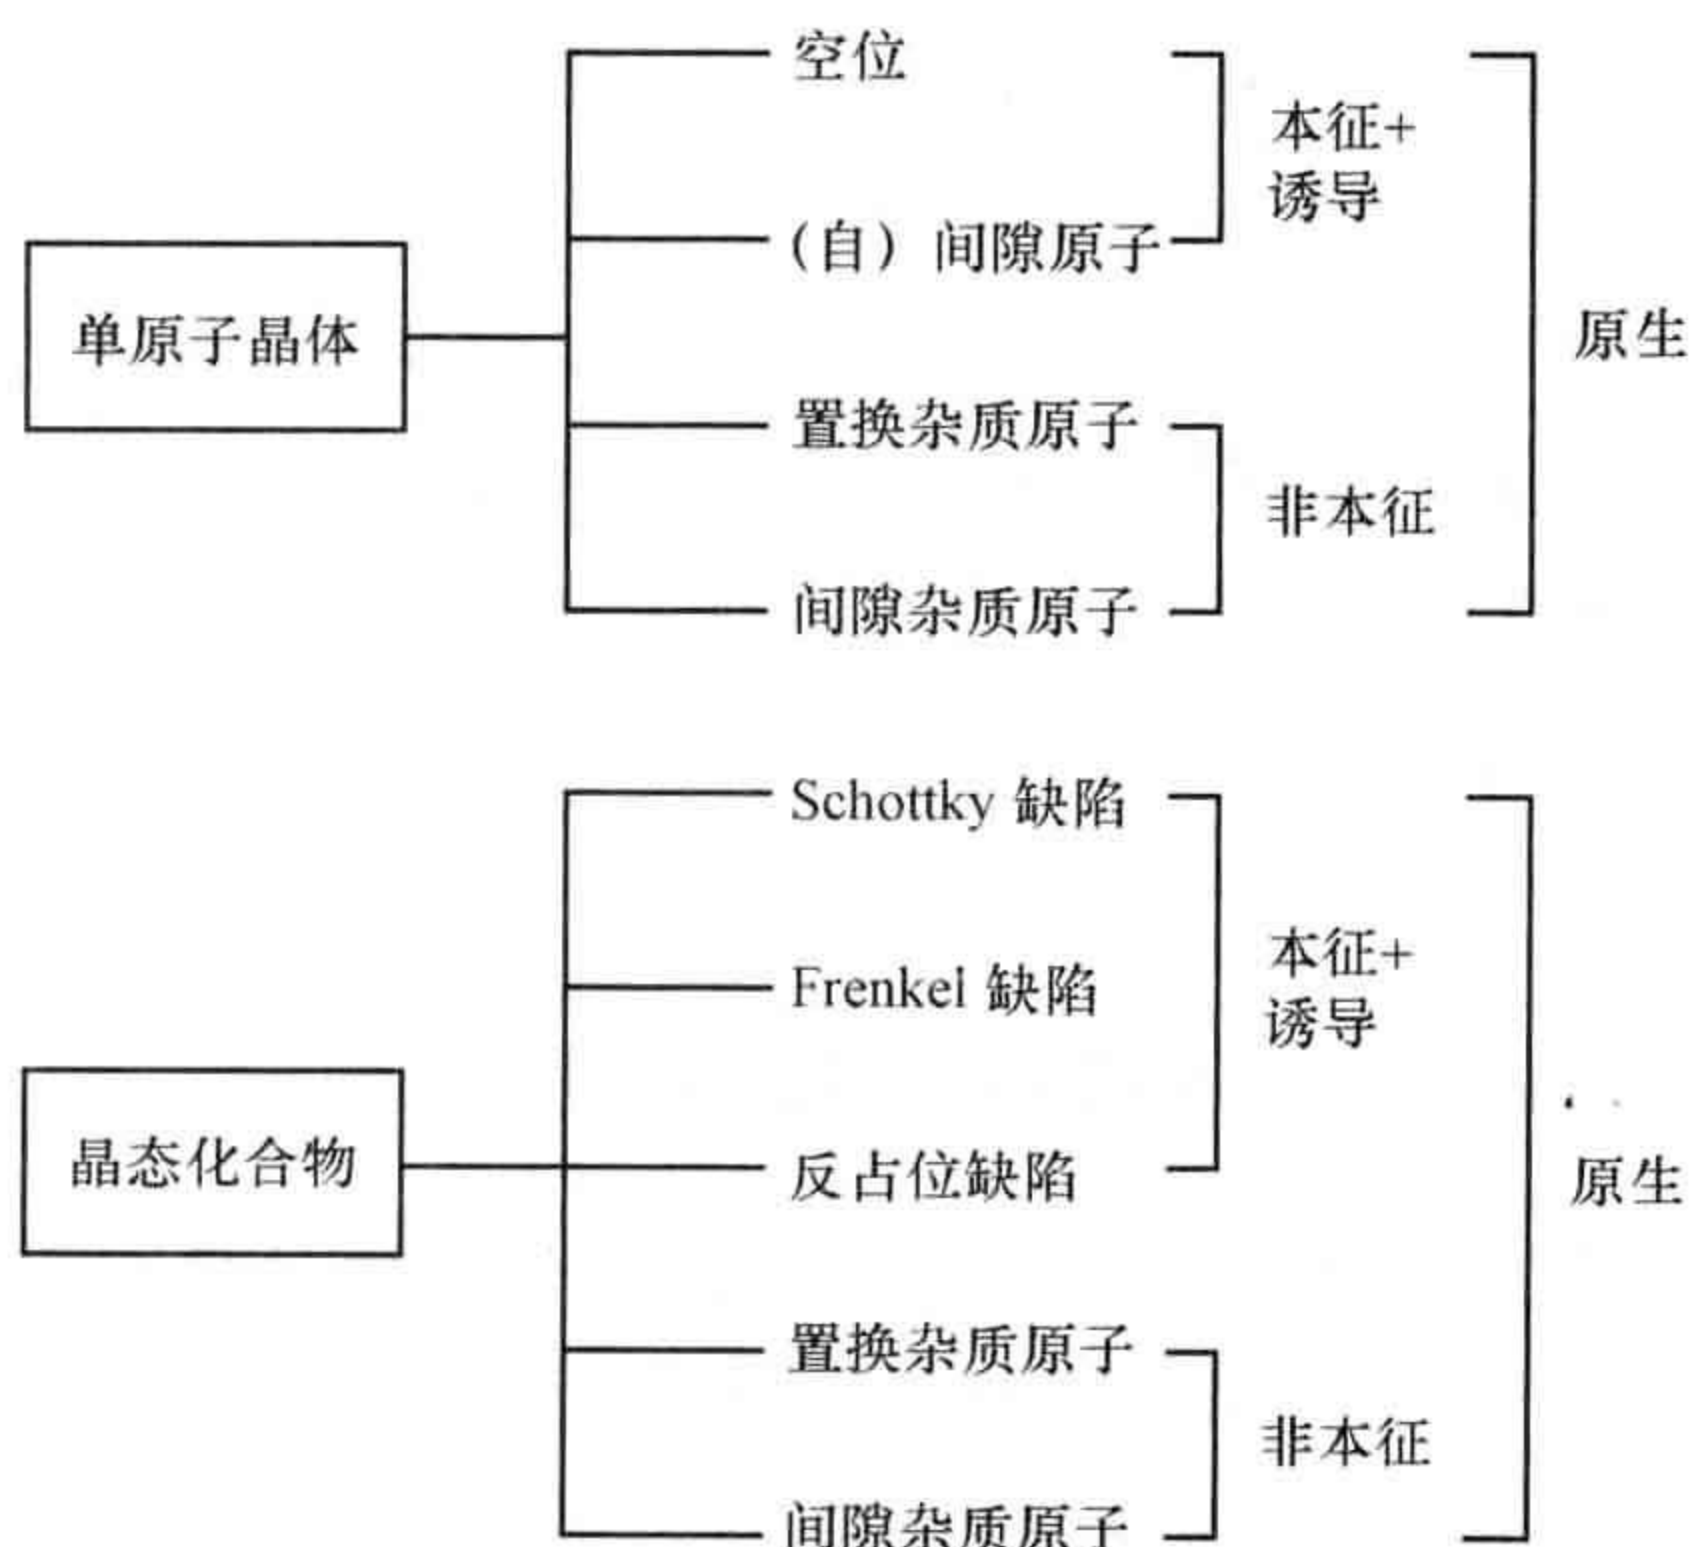 空位
本征+
诱导
(自) 间隙原子
单原子晶体
原生
置换杂质原子
非本征
间隙杂质原子
Schottky 缺陷
Frenkel 缺陷
本征+
诱导
反占位缺陷
晶态化合物
原生
置换杂质原子
非本征
间隙杂质原子